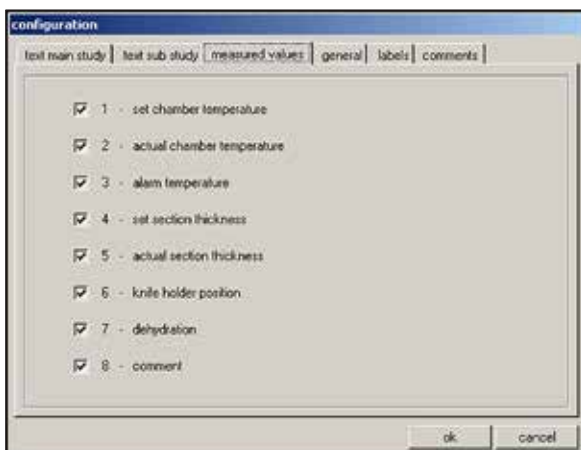 configuration
text main study text sub study measured values general labels comments
1 - set chamber temperature
2 - actual chamber temperature
3 - alarm temperature
4 - set section thickness
5 - actual section thickness
6 - knife holder position
7 - dehydration
8 - comment
ok cancel